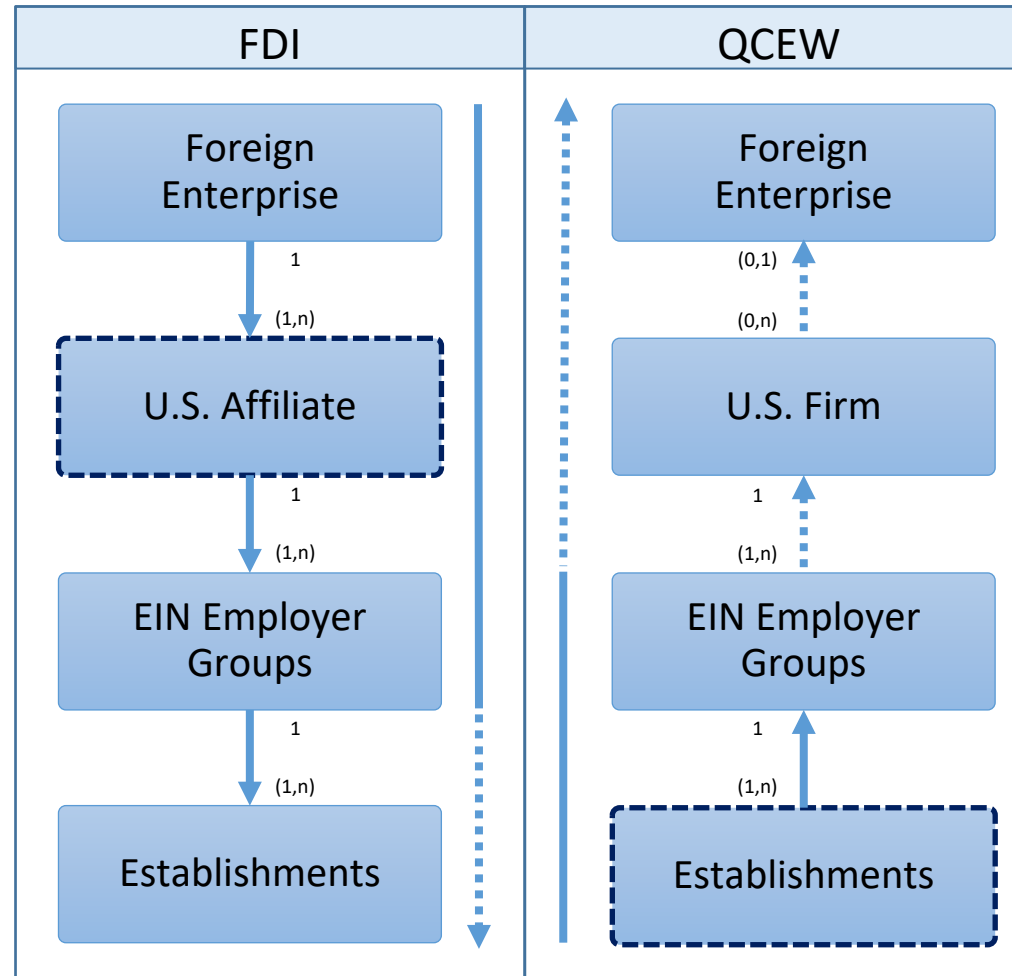 FDI
Foreign
Enterprise
1
(1,n)
U.S. Affiliate
1
(1,n)
EIN Employer
Groups
1
(1,n)
Establishments
QCEW
Foreign
Enterprise
(0,1)
(0,n)
U.S. Firm
1
(1,n)
EIN Employer
Groups
1
(1,n)
Establishments